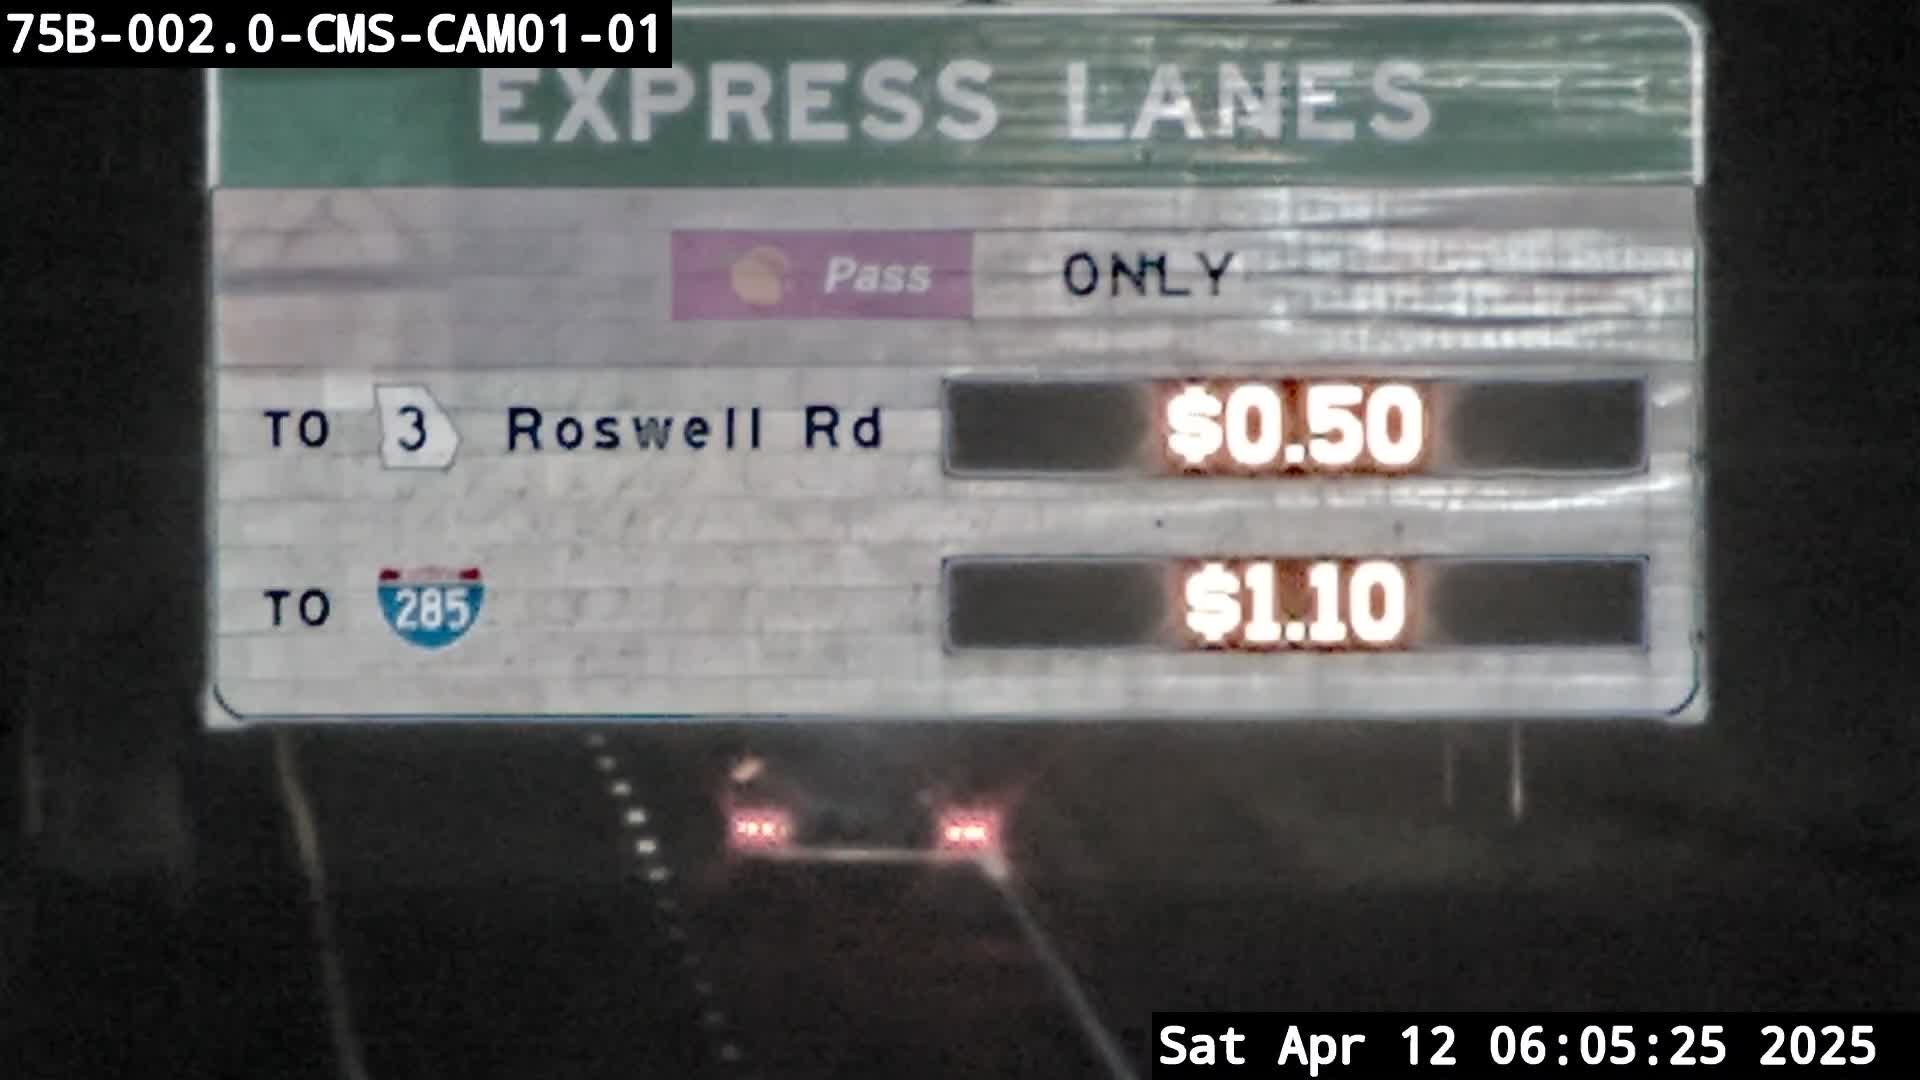 75B-002.0-CMS-CAM01-01
EXPRESS LANES
Pass ONLY
TO 3 Roswell Rd $0.50
TO 285 $1.10
Sat Apr 12 06:05:25 2025